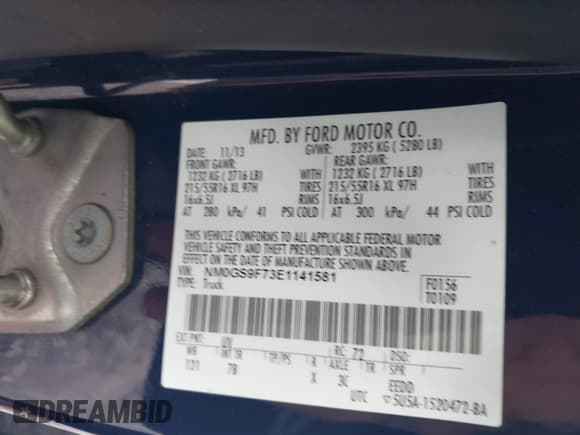 MFD. BY FORD MOTOR CO.
DATE: 11/13 GVWR: 2395 KG ( 5280 LB)
FRONT GAWR: REAR GAWR:
1232 KG ( 2716 LB) WITH 1232 KG ( 2716 LB) WITH
215/55R16 XL 97H TIRES 215/55R16 XL 97H TIRES
16x6.5J RIMS 16x6.5J RIMS
AT 280 kPa/ 41 PSI COLD AT 300 kPa/ 44 PSI COLD
THIS VEHICLE CONFORMS TO ALL APPLICABLE FEDERAL MOTOR
VEHICLE SAFETY AND THEFT PREVENTION STANDARDS IN
EFFECT ON THE DATE OF MANUFACTURE SHOWN ABOVE.
VIN: NM0GS9F73E1141581 F0156
TYPE: Truck T0109
EXT PNT: UV RC: 72 DSO:
WB INT TR TP/PS R AXLE TR SPR
121 7B X 3C EEDD
UTC 5U5A-1520472-BA
DREAMBID